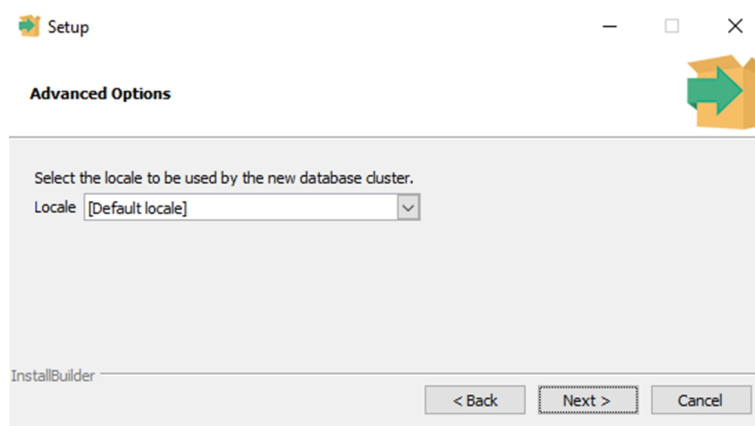 Setup
Advanced Options
Select the locale to be used by the new database cluster.
Locale [Default locale]
InstallBuilder
< Back Next > Cancel